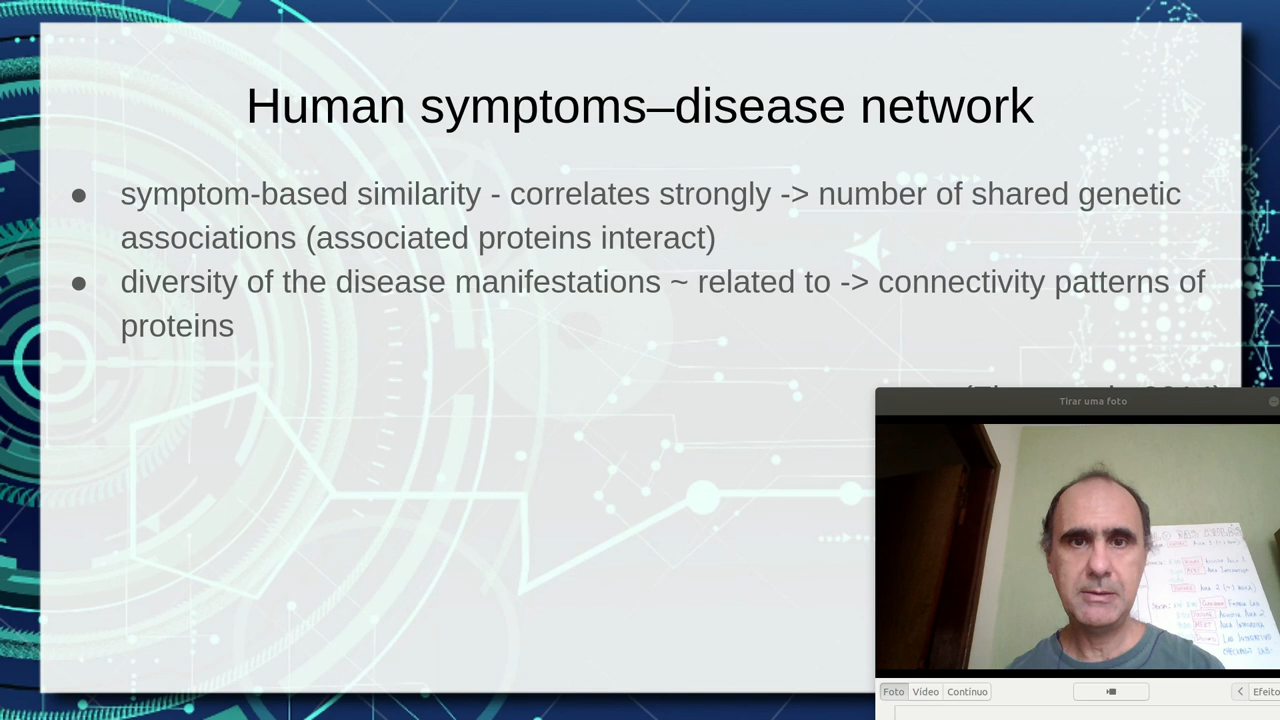 Human symptoms–disease network
● symptom-based similarity - correlates strongly -> number of shared genetic
associations (associated proteins interact)
● diversity of the disease manifestations ~ related to -> connectivity patterns of
proteins
Tirar uma foto
Foto Vídeo Contínuo
Efeito